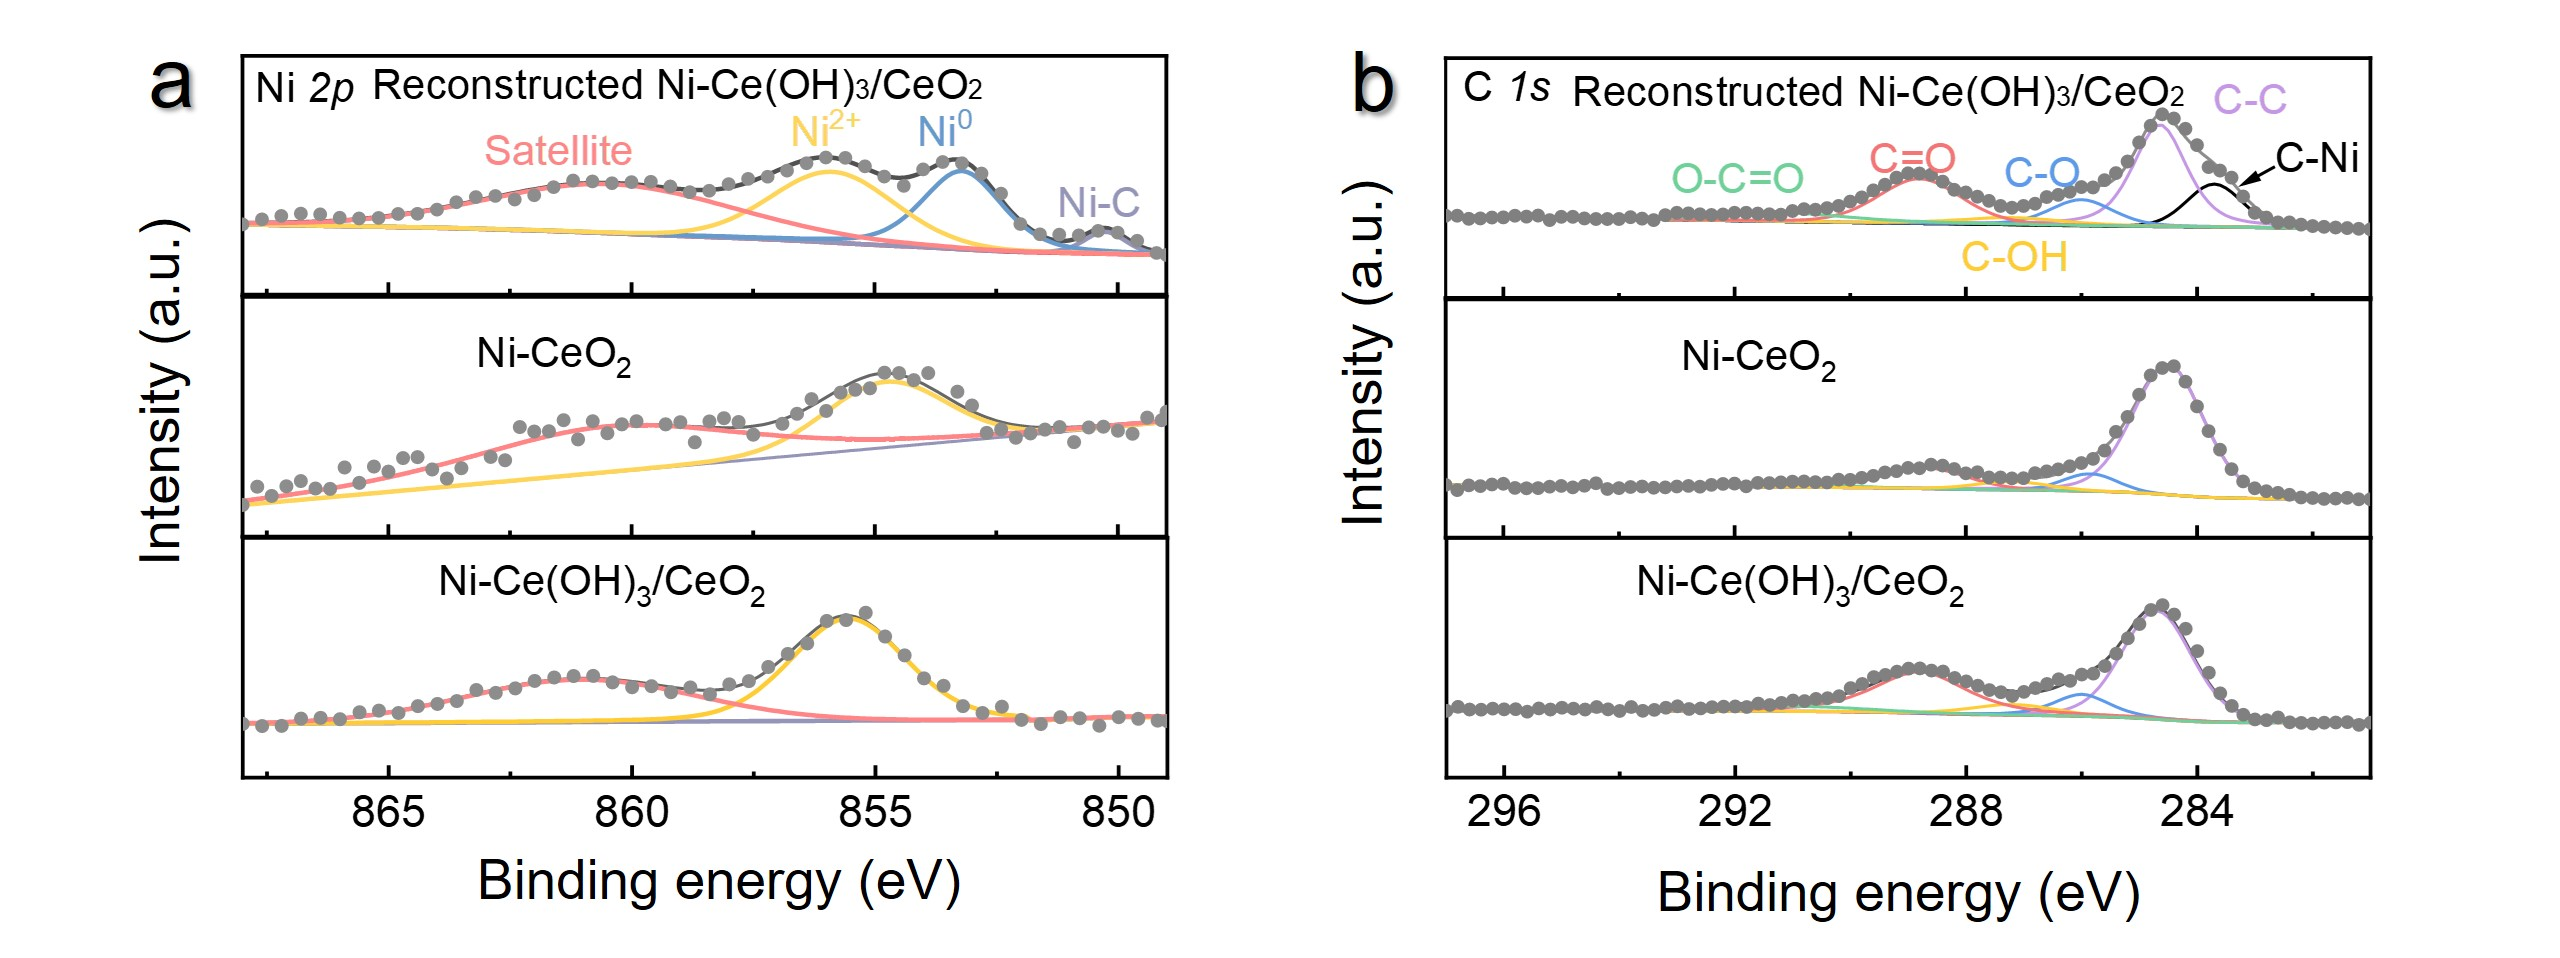 a
Ni 2p Reconstructed Ni-Ce(OH)₃/CeO₂
Satellite
Ni²⁺
Ni⁰
Ni-C
Ni-CeO₂
Ni-Ce(OH)₃/CeO₂
865 860 855 850
Binding energy (eV)
Intensity (a.u.)
b
C 1s Reconstructed Ni-Ce(OH)₃/CeO₂
C-C
C-Ni
O-C=O
C=O
C-O
C-OH
Ni-CeO₂
Ni-Ce(OH)₃/CeO₂
296 292 288 284
Binding energy (eV)
Intensity (a.u.)